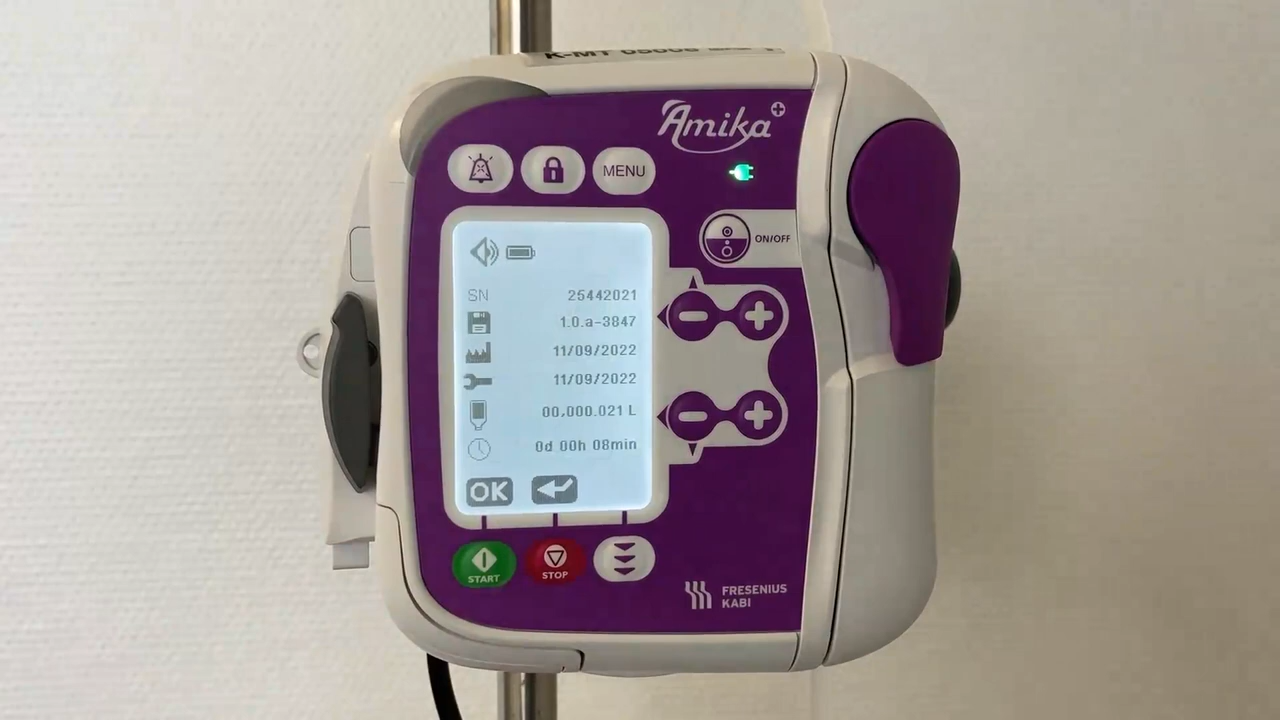 K-MT
Amika+
MENU
ON/OFF
SN 25442021
1.0.a-3847
11/09/2022
11/09/2022
00,000.021 L
0d 00h 08min
OK
START
STOP
FRESENIUS
KABI